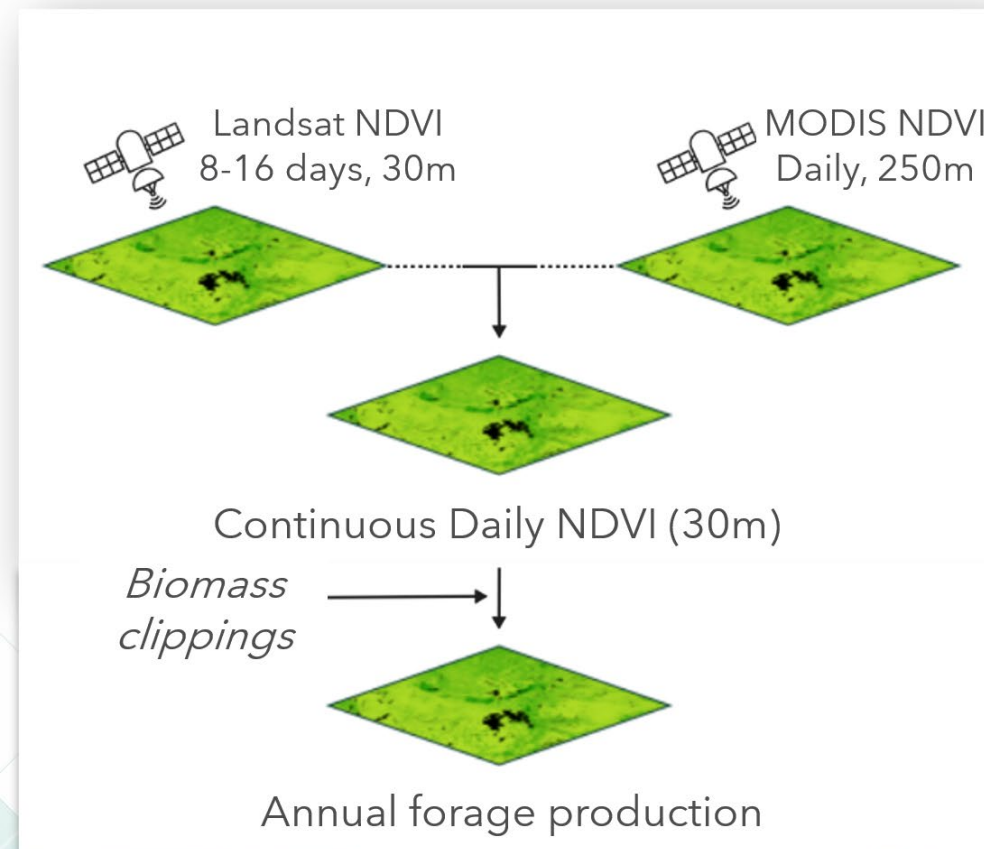 Landsat NDVI
8-16 days, 30m
MODIS NDVI
Daily, 250m
Continuous Daily NDVI (30m)
Biomass
clippings
Annual forage production